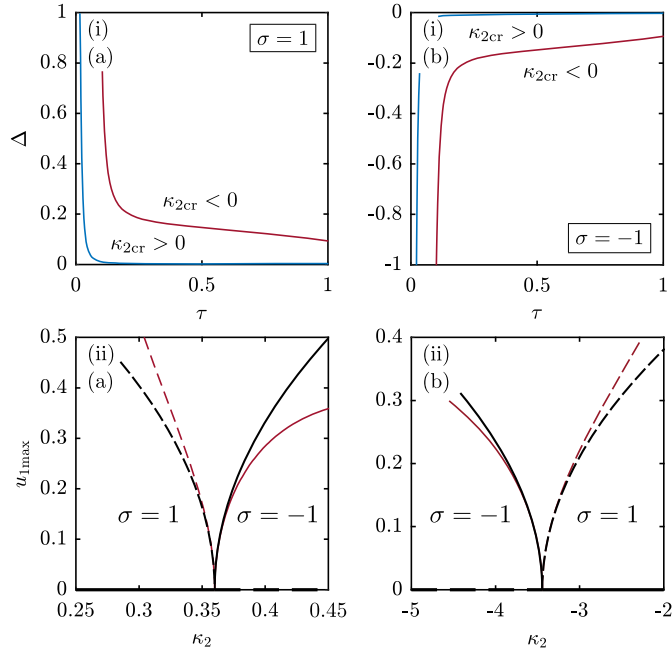 (i) σ = 1
(a)
1
0.8
0.6
0.4
0.2
0
Δ
κ2cr < 0
κ2cr > 0
0 0.5 1
τ
(i)
(b)
0
-0.2
-0.4
-0.6
-0.8
-1
κ2cr > 0
κ2cr < 0
σ = −1
0 0.5 1
τ
(ii)
(a)
0.5
0.4
0.3
0.2
0.1
0
u1max
σ = 1 σ = −1
0.25 0.3 0.35 0.4 0.45
κ2
(ii)
(b)
0.4
0.3
0.2
0.1
0
σ = −1 σ = 1
-5 -4 -3 -2
κ2